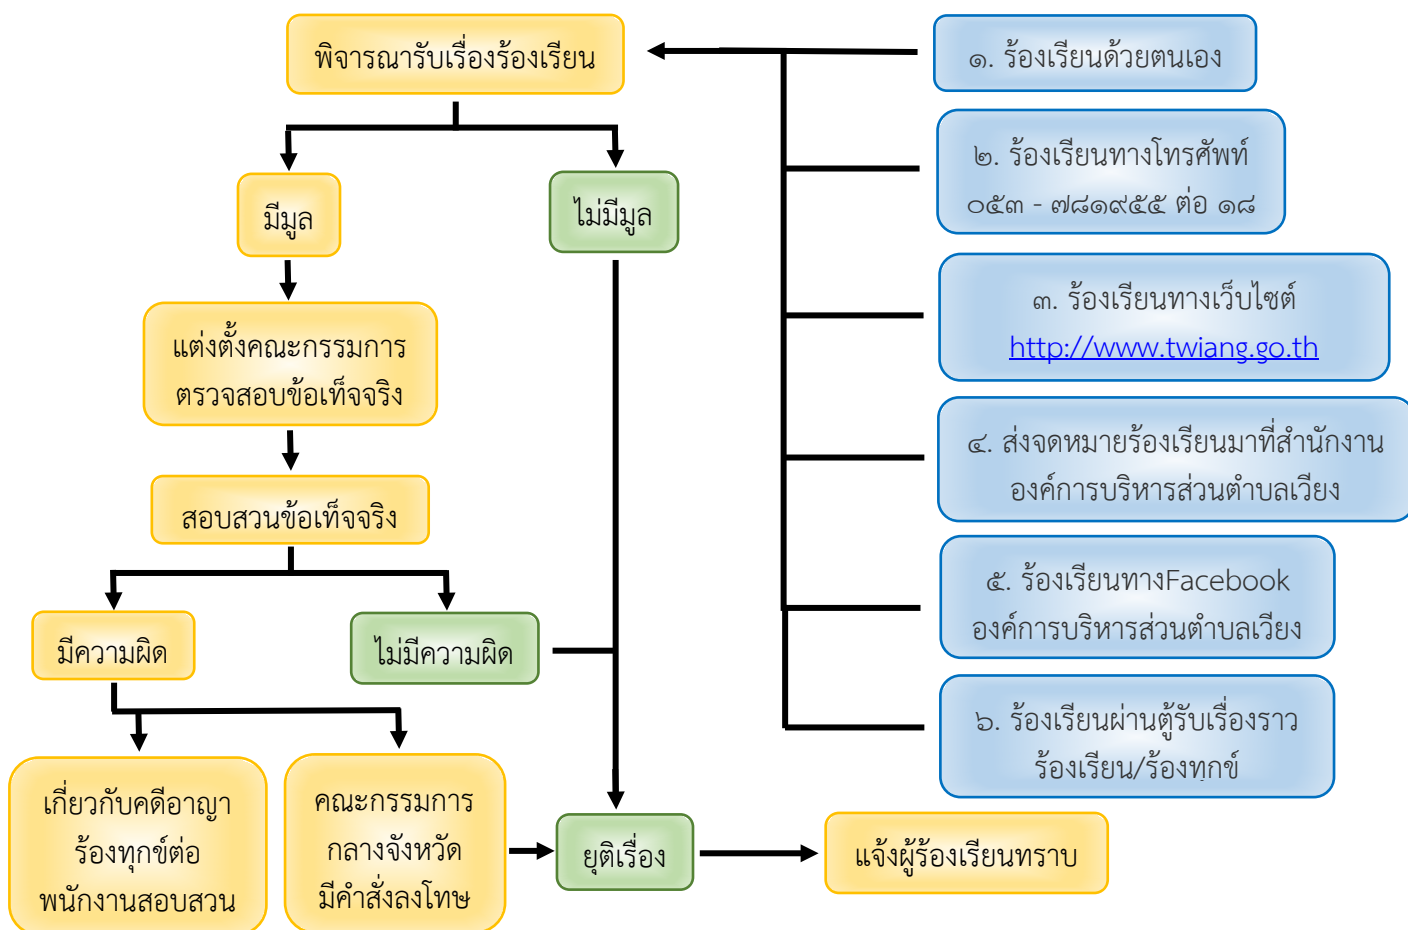 พิจารณารับเรื่องร้องเรียน
๑. ร้องเรียนด้วยตนเอง
๒. ร้องเรียนทางโทรศัพท์
๐๕๓ - ๗๘๑๙๕๕ ต่อ ๑๘
มีมูล
ไม่มีมูล
๓. ร้องเรียนทางเว็บไซต์
http://www.twiang.go.th
แต่งตั้งคณะกรรมการ
ตรวจสอบข้อเท็จจริง
๔. ส่งจดหมายร้องเรียนมาที่สำนักงาน
องค์การบริหารส่วนตำบลเวียง
สอบสวนข้อเท็จจริง
๕. ร้องเรียนทางFacebook
องค์การบริหารส่วนตำบลเวียง
มีความผิด
ไม่มีความผิด
๖. ร้องเรียนผ่านตู้รับเรื่องราว
ร้องเรียน/ร้องทุกข์
เกี่ยวกับคดีอาญา
ร้องทุกข์ต่อ
พนักงานสอบสวน
คณะกรรมการ
กลางจังหวัด
มีคำสั่งลงโทษ
ยุติเรื่อง
แจ้งผู้ร้องเรียนทราบ